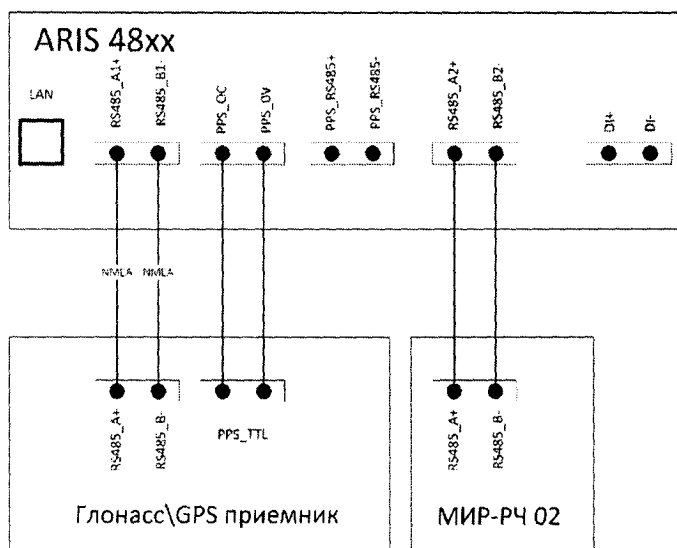 ARIS 48xx
LAN
RS485_A1+
RS485_B1-
PPS_OC
PPS_0V
PPS_RS485+
PPS_RS485-
RS485_A2+
RS485_B2-
DI+
DI-
NMEA
NMEA
RS485_A+
RS485_B-
PPS_TTL
RS485_A+
RS485_B-
Глонасс\GPS приемник
МИР-РЧ 02